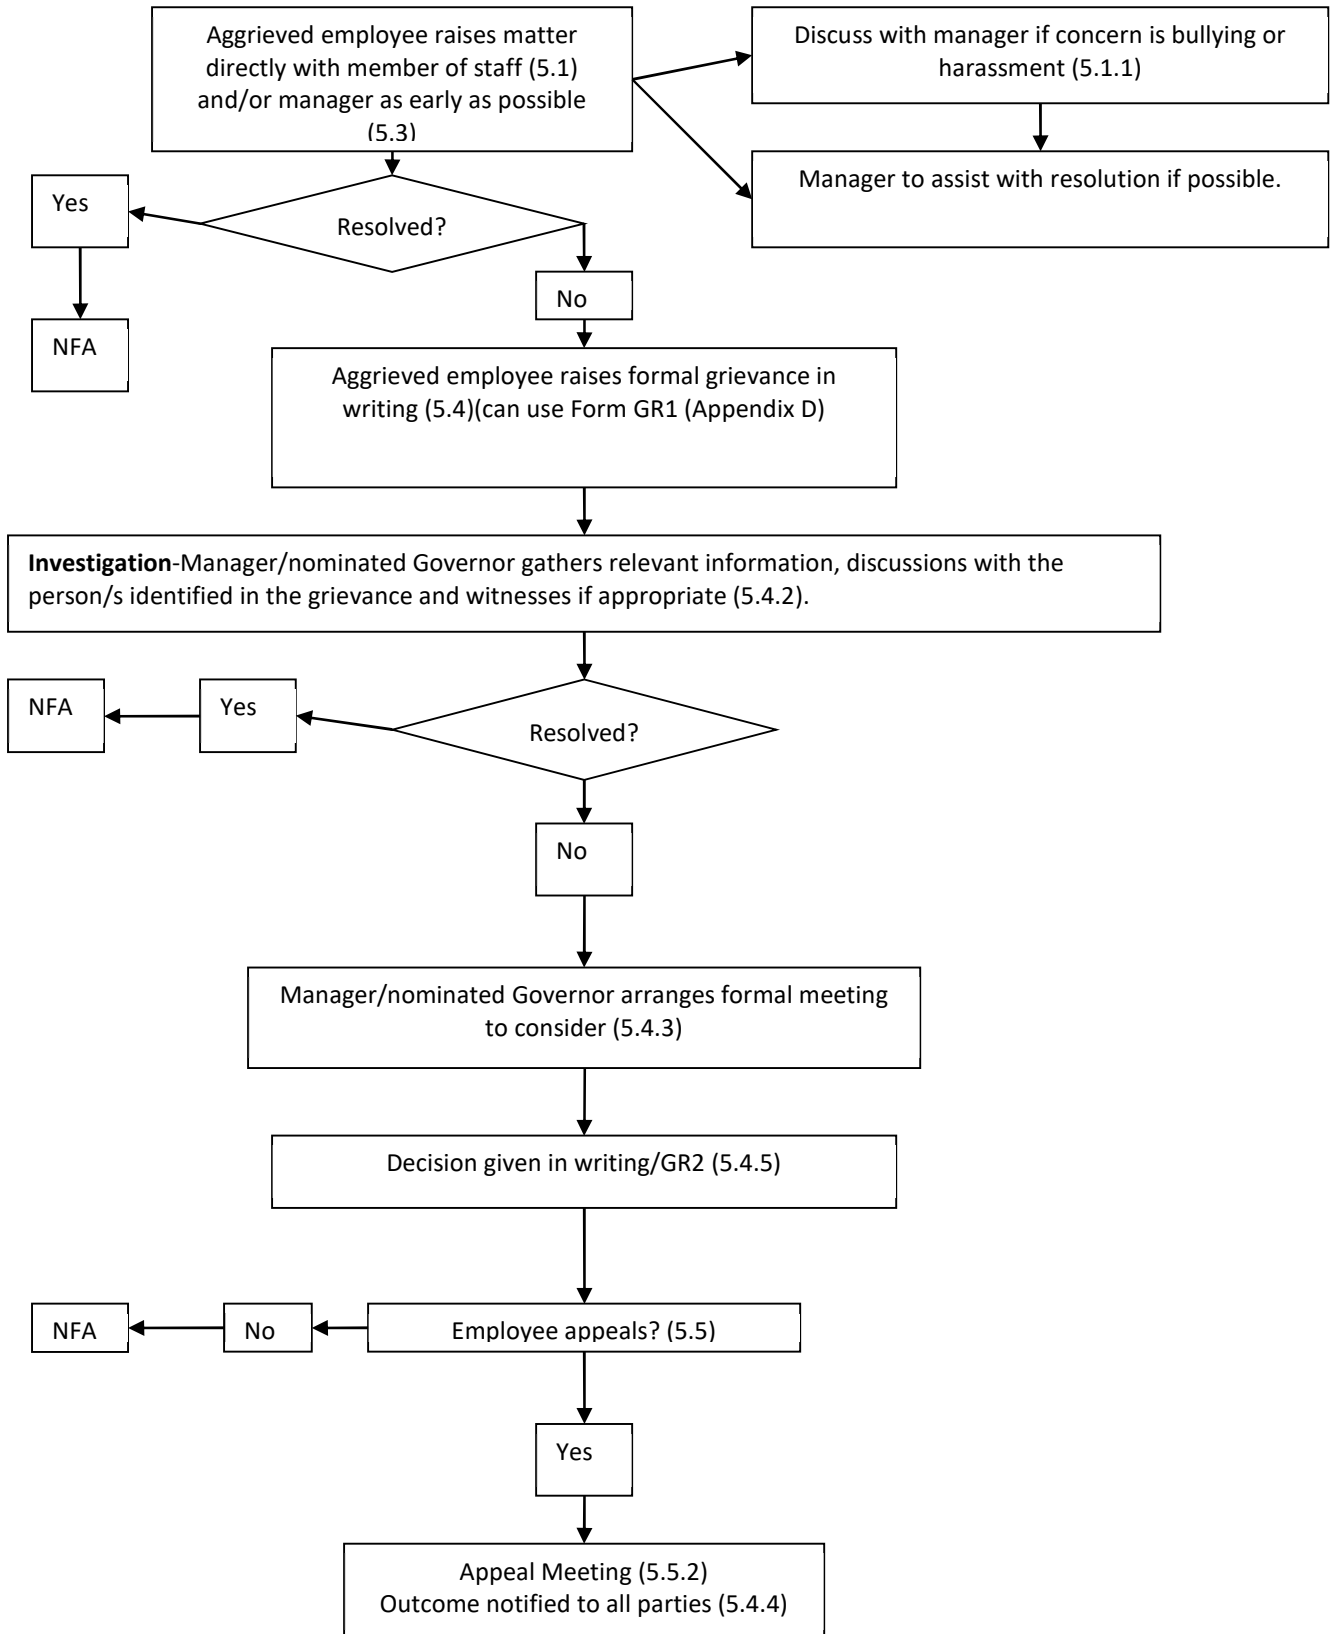 Aggrieved employee raises matter
directly with member of staff (5.1)
and/or manager as early as possible
(5.3)
Discuss with manager if concern is bullying or
harassment (5.1.1)
Manager to assist with resolution if possible.
Yes
Resolved?
No
NFA
Aggrieved employee raises formal grievance in
writing (5.4)(can use Form GR1 (Appendix D)
Investigation-Manager/nominated Governor gathers relevant information, discussions with the
person/s identified in the grievance and witnesses if appropriate (5.4.2).
NFA
Yes
Resolved?
No
Manager/nominated Governor arranges formal meeting
to consider (5.4.3)
Decision given in writing/GR2 (5.4.5)
NFA
No
Employee appeals? (5.5)
Yes
Appeal Meeting (5.5.2)
Outcome notified to all parties (5.4.4)